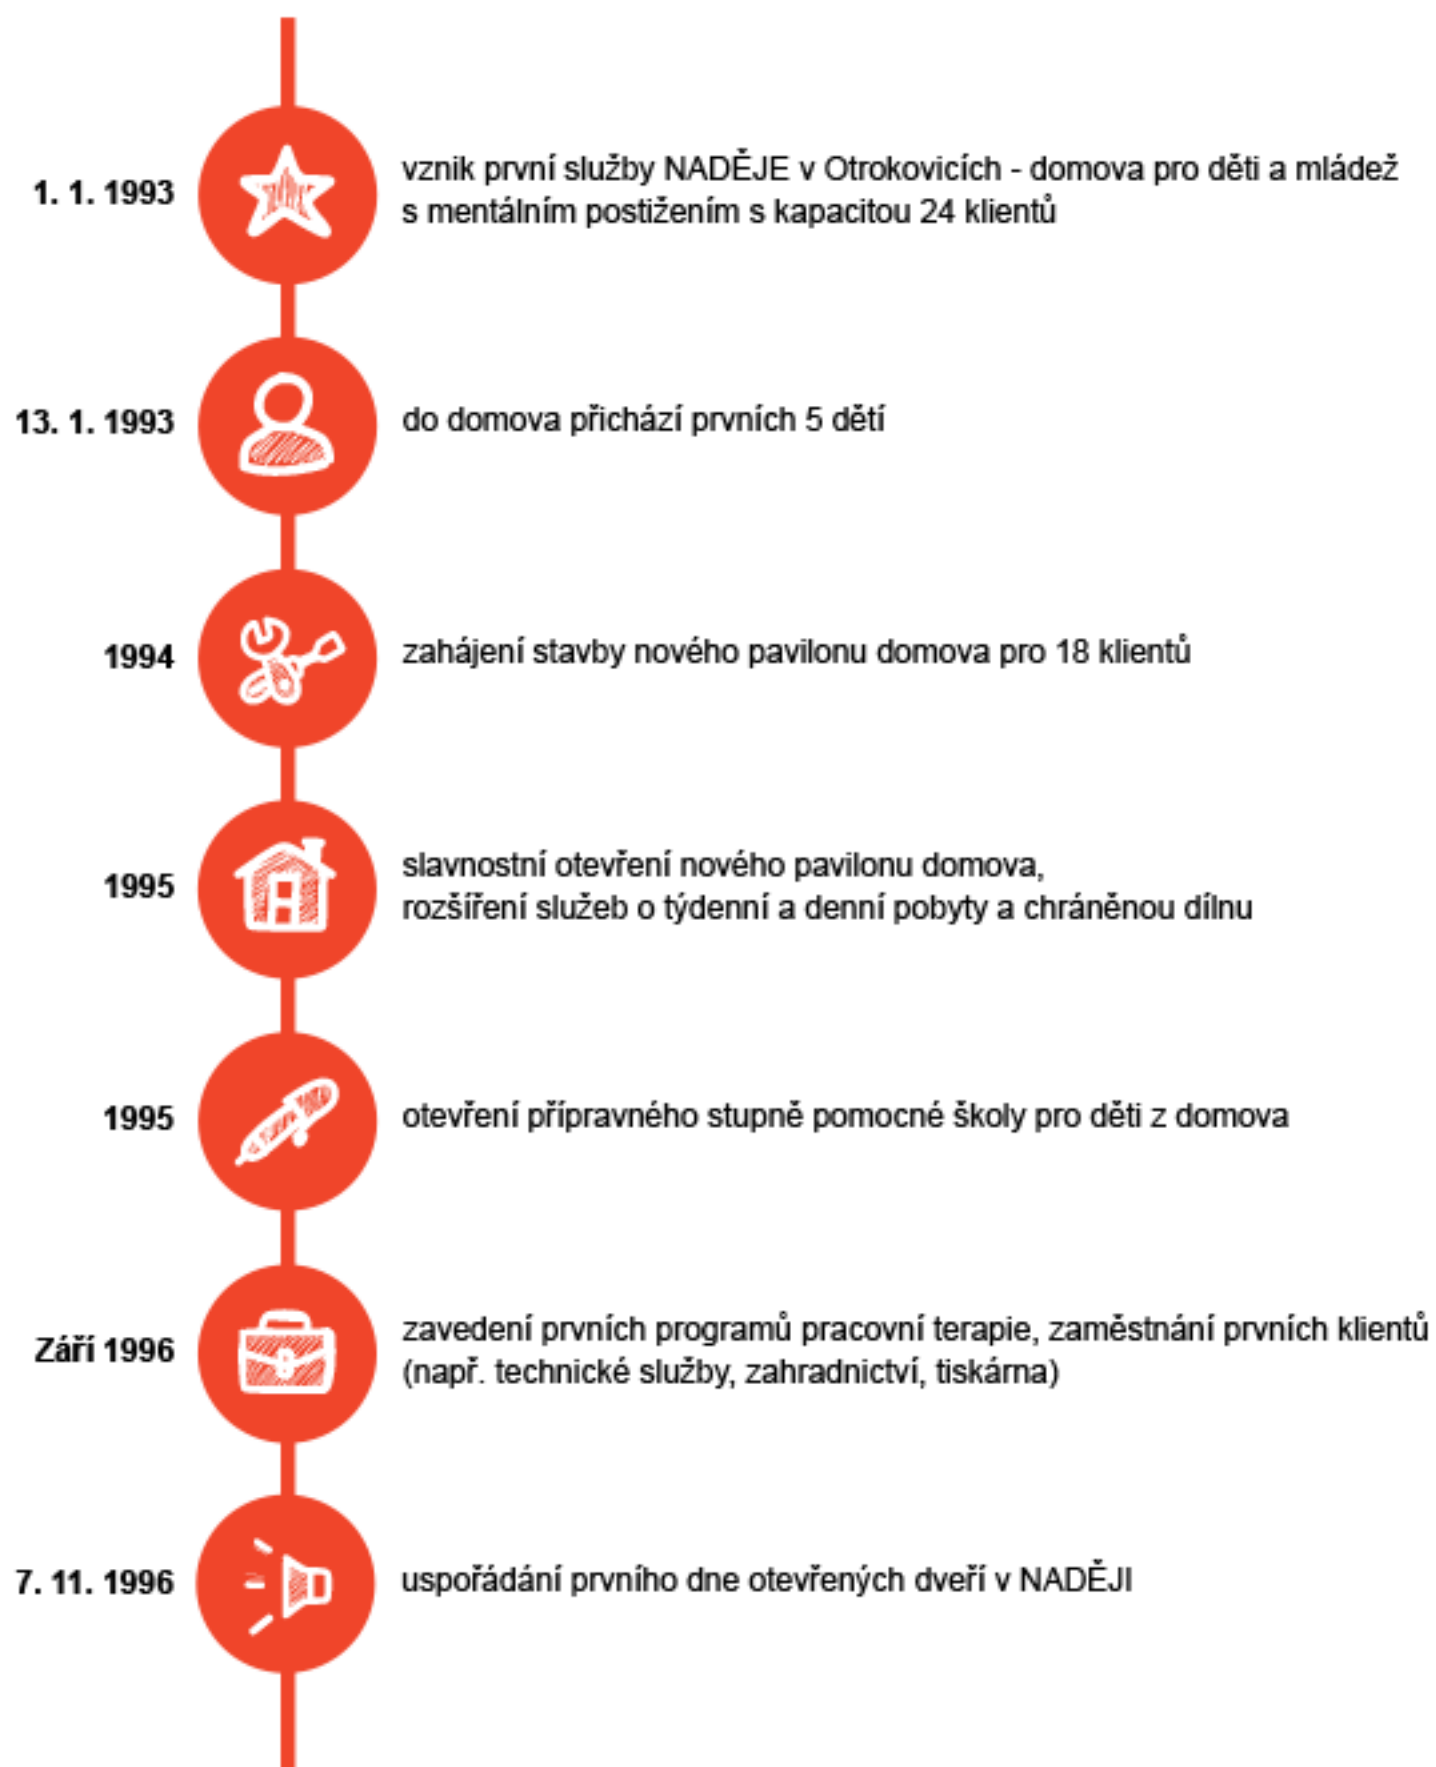 1. 1. 1993
vznik první služby NADĚJE v Otrokovicích - domova pro děti a mládež
s mentálním postižením s kapacitou 24 klientů
13. 1. 1993
do domova přichází prvních 5 dětí
1994
zahájení stavby nového pavilonu domova pro 18 klientů
1995
slavnostní otevření nového pavilonu domova,
rozšíření služeb o týdenní a denní pobyty a chráněnou dílnu
1995
otevření přípravného stupně pomocné školy pro děti z domova
Září 1996
zavedení prvních programů pracovní terapie, zaměstnání prvních klientů
(např. technické služby, zahradnictví, tiskárna)
7. 11. 1996
uspořádání prvního dne otevřených dveří v NADĚJI